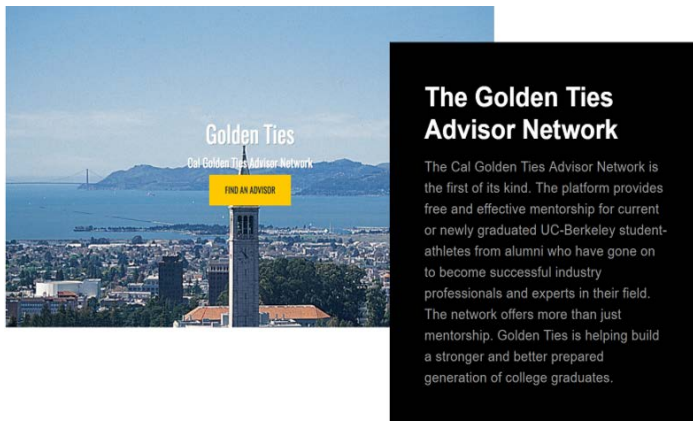 Golden Ties
Cal Golden Ties Advisor Network
FIND AN ADVISOR
The Golden Ties
Advisor Network
The Cal Golden Ties Advisor Network is
the first of its kind. The platform provides
free and effective mentorship for current
or newly graduated UC-Berkeley student-
athletes from alumni who have gone on
to become successful industry
professionals and experts in their field.
The network offers more than just
mentorship. Golden Ties is helping build
a stronger and better prepared
generation of college graduates.